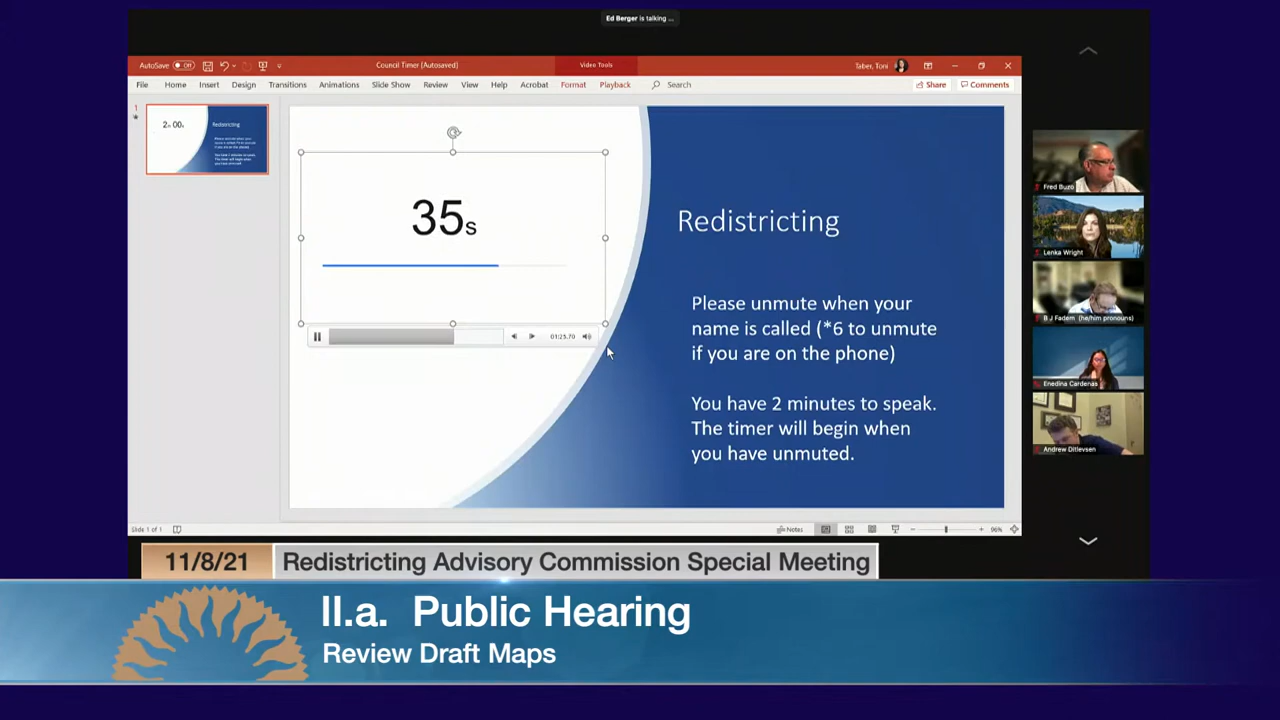 Ed Berger is talking ...
AutoSave Off
Council Timer [Autosaved]
Video Tools
Taber, Toni
File Home Insert Design Transitions Animations Slide Show Review View Help Acrobat Format Playback Search
Share Comments
1
2m 00s
Redistricting
35s
01:25.70
Redistricting
Please unmute when your
name is called (*6 to unmute
if you are on the phone)
You have 2 minutes to speak.
The timer will begin when
you have unmuted.
Fred Buzo
Lenka Wright
B J Fadem (he/him pronouns)
Enedina Cardenas
Andrew Ditlevsen
Slide 1 of 1
Notes
96%
11/8/21
Redistricting Advisory Commission Special Meeting
II.a. Public Hearing
Review Draft Maps